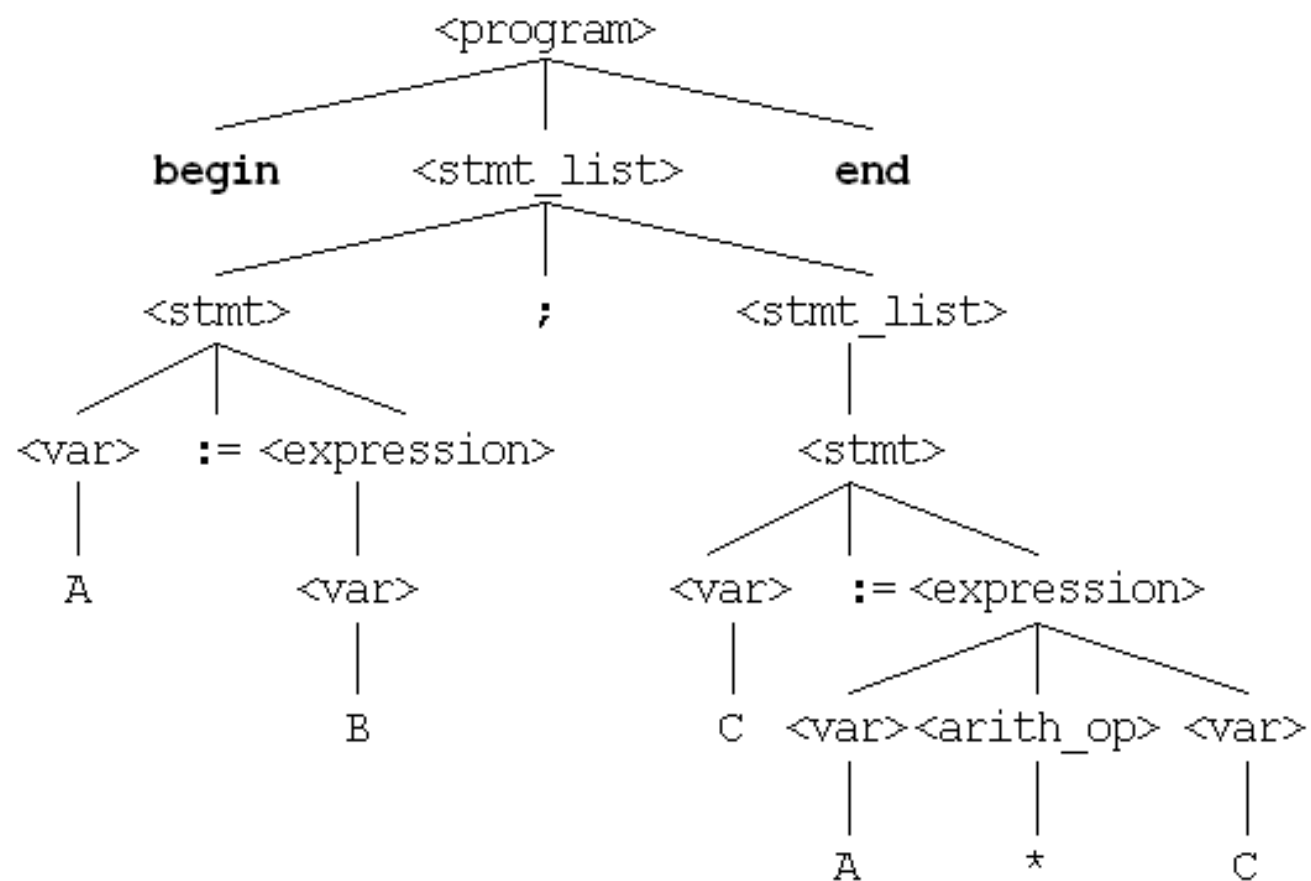 <program>
begin <stmt_list> end
<stmt> ; <stmt_list>
<var> := <expression> <stmt>
A <var> <var> := <expression>
B C <var> <arith_op> <var>
A * C